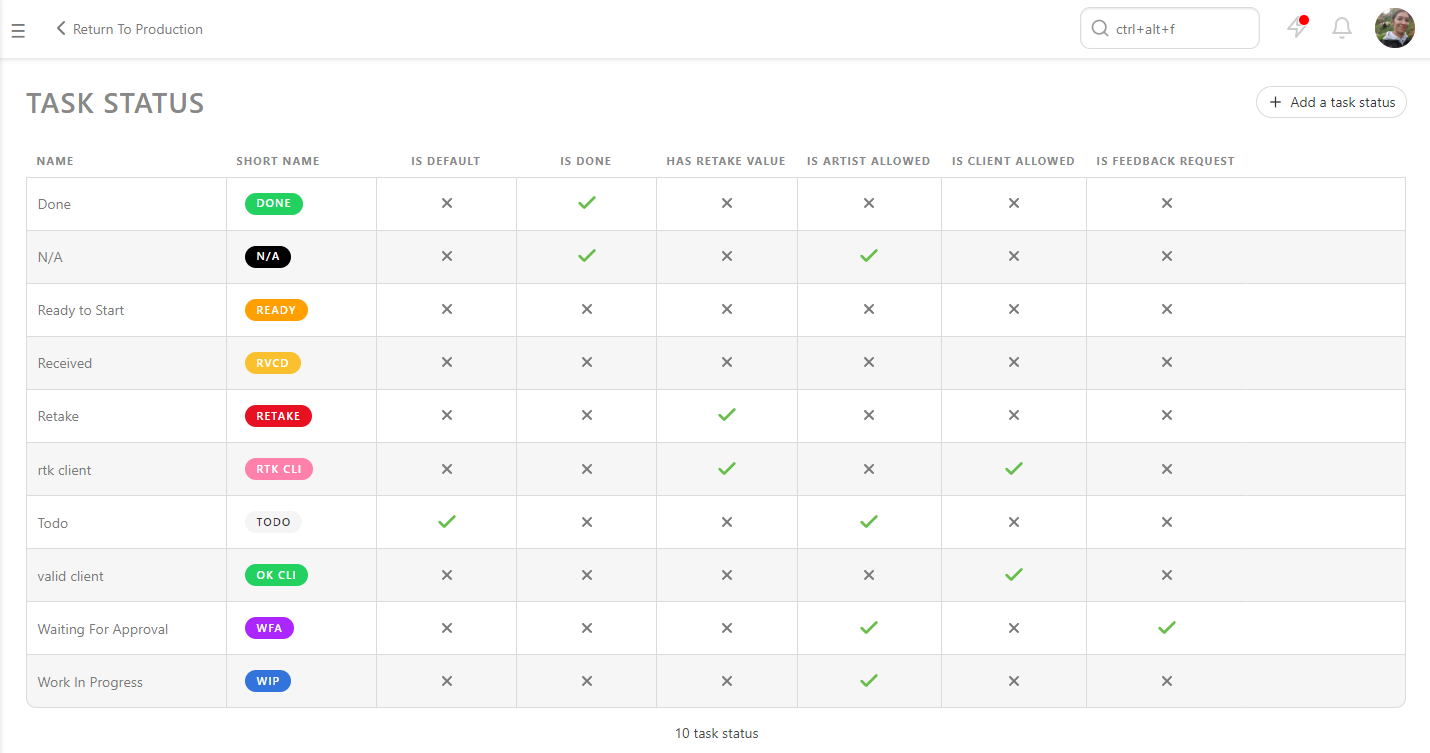 Return To Production
ctrl+alt+f
TASK STATUS
Add a task status
NAME SHORT NAME IS DEFAULT IS DONE HAS RETAKE VALUE IS ARTIST ALLOWED IS CLIENT ALLOWED IS FEEDBACK REQUEST
Done DONE
N/A N/A
Ready to Start READY
Received RVCD
Retake RETAKE
rtk client RTK CLI
Todo TODO
valid client OK CLI
Waiting For Approval WFA
Work In Progress WIP
10 task status